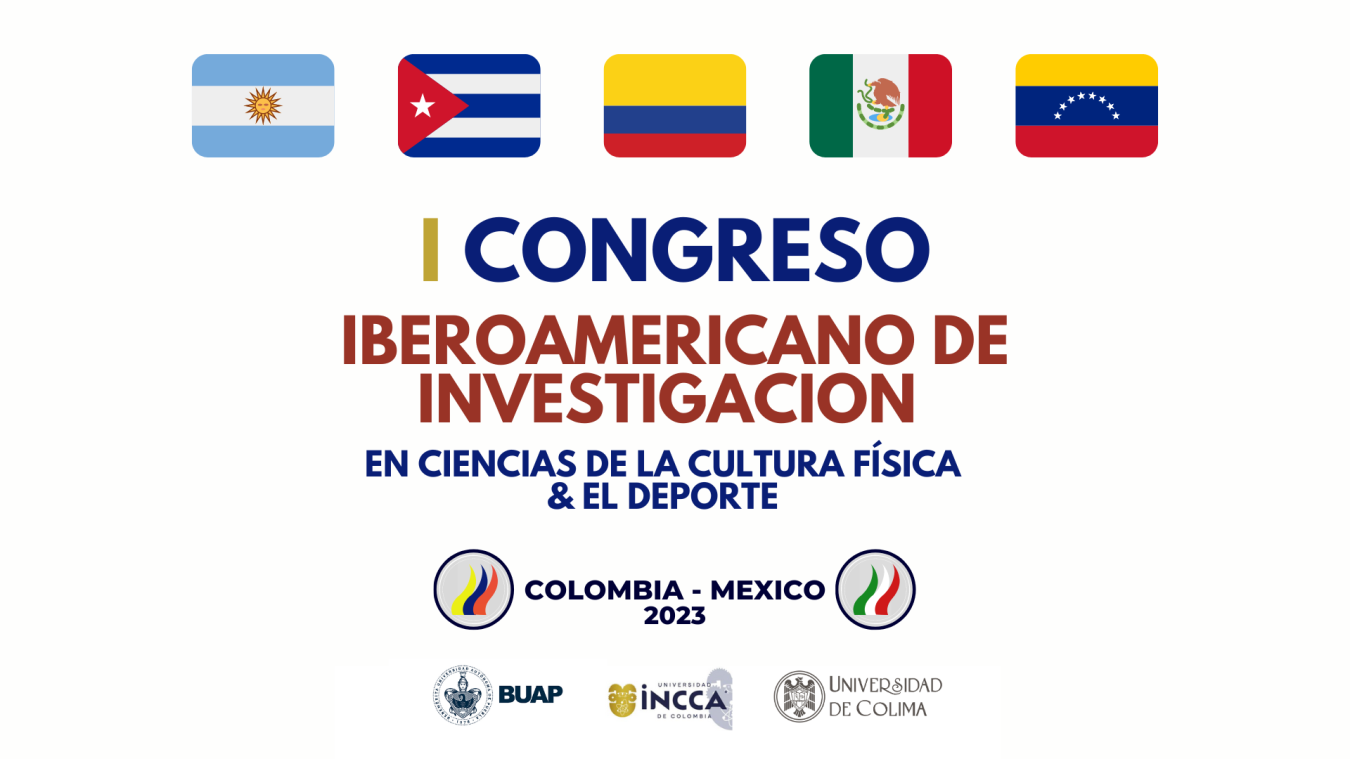 I CONGRESO
IBEROAMERICANO DE
INVESTIGACION
EN CIENCIAS DE LA CULTURA FÍSICA
& EL DEPORTE
COLOMBIA - MEXICO
2023
BUAP
UNIVERSIDAD
INCCA
DE COLOMBIA
UNIVERSIDAD
DE COLIMA